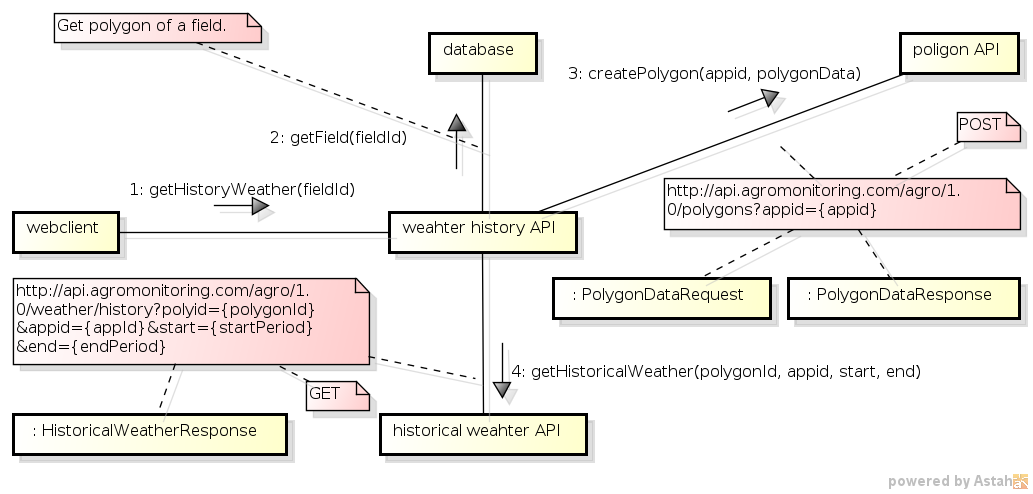 Get polygon of a field.
database
poligon API
3: createPolygon(appid, polygonData)
POST
2: getField(fieldId)
1: getHistoryWeather(fieldId)
http://api.agromonitoring.com/agro/1.
0/polygons?appid={appid}
webclient
weahter history API
: PolygonDataRequest
: PolygonDataResponse
http://api.agromonitoring.com/agro/1.
0/weather/history?polyid={polygonId}
&appid={appId}&start={startPeriod}
&end={endPeriod}
4: getHistoricalWeather(polygonId, appid, start, end)
GET
: HistoricalWeatherResponse
historical weahter API
powered by Astah